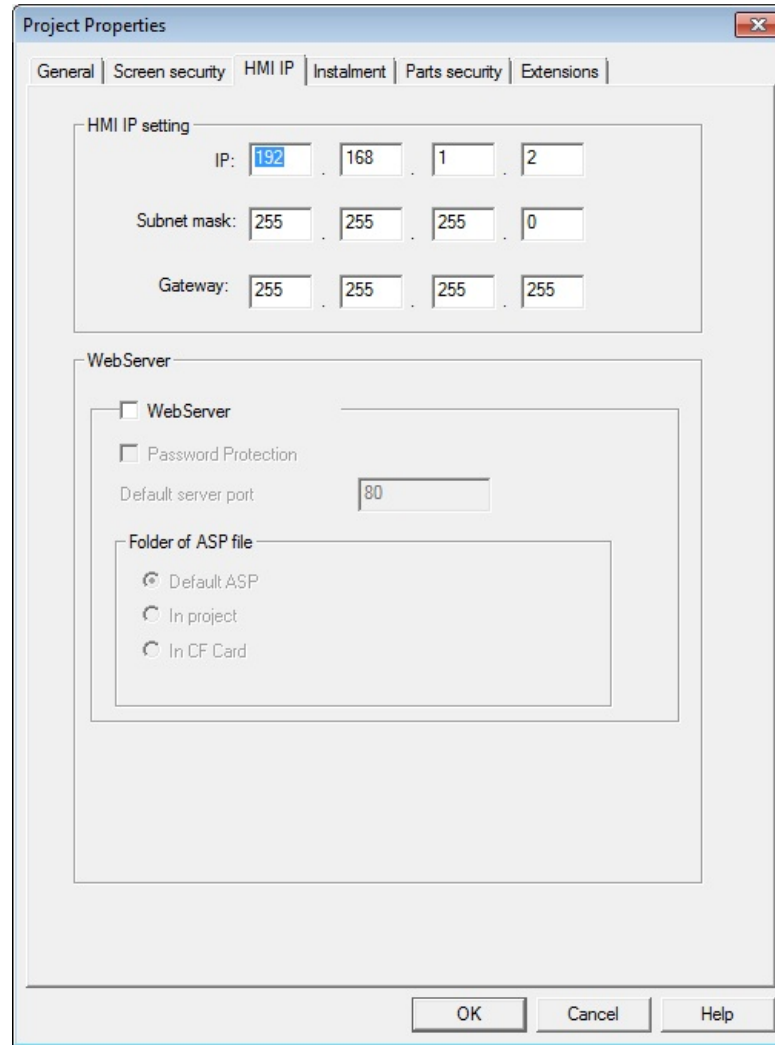 Project Properties
General Screen security HMI IP Instalment Parts security Extensions
HMI IP setting
IP: 192 . 168 . 1 . 2
Subnet mask: 255 . 255 . 255 . 0
Gateway: 255 . 255 . 255 . 255
WebServer
WebServer
Password Protection
Default server port 80
Folder of ASP file
Default ASP
In project
In CF Card
OK Cancel Help